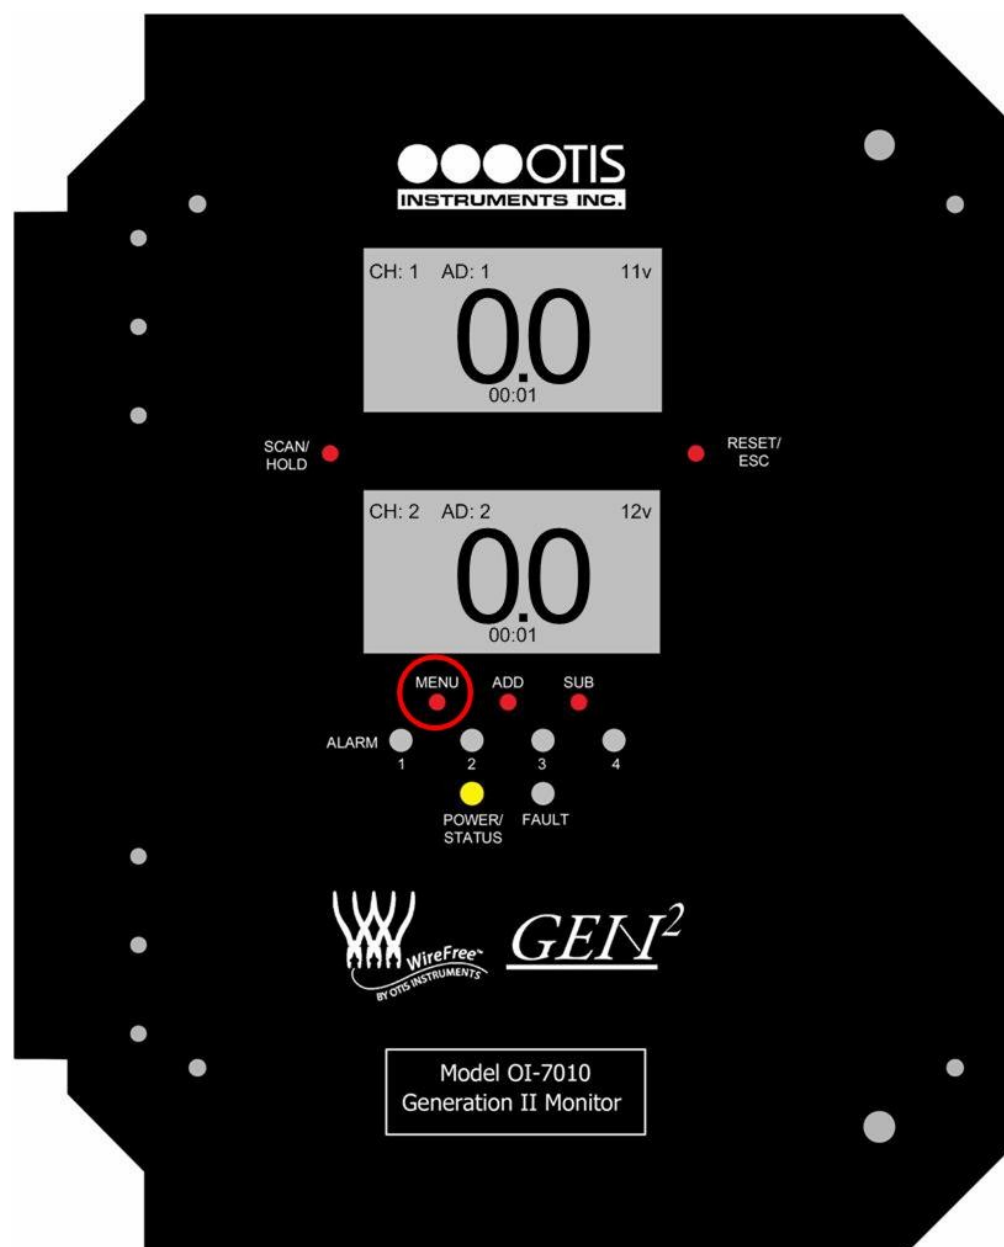 OTIS
INSTRUMENTS INC.
CH: 1 AD: 1 11v
0.0
00:01
SCAN/
HOLD
RESET/
ESC
CH: 2 AD: 2 12v
0.0
00:01
MENU ADD SUB
ALARM
1 2 3 4
POWER/
STATUS
FAULT
WireFree™
BY OTIS INSTRUMENTS
GEN²
Model OI-7010
Generation II Monitor